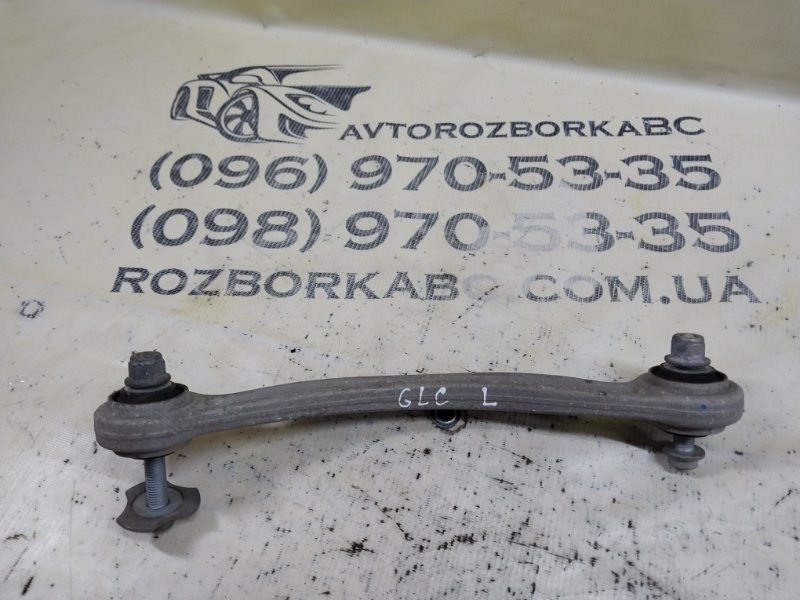 AVTOROZBORKABC
(096) 970-53-35
(098) 970-53-35
ROZBORKABC.COM.UA
GLC L